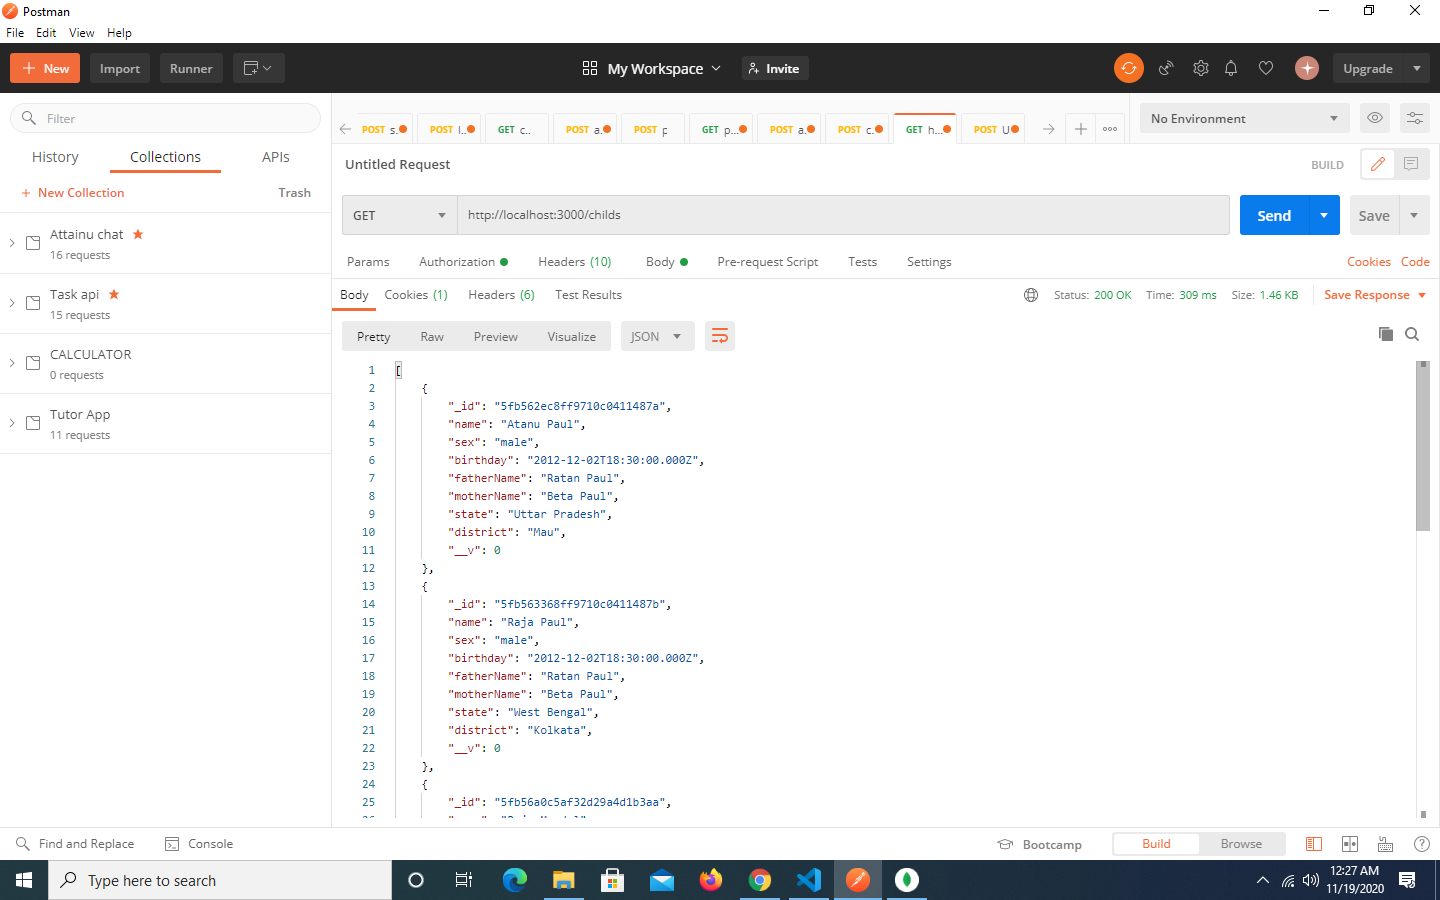 Postman
File Edit View Help
New Import Runner My Workspace Invite Upgrade
Filter
History Collections APIs
+ New Collection Trash
Attainu chat
16 requests
Task api
15 requests
CALCULATOR
0 requests
Tutor App
11 requests
POST s.. POST l.. GET c.. POST a.. POST p GET p... POST a.. POST c.. GET h... POST U
No Environment
Untitled Request BUILD
GET http://localhost:3000/childs Send Save
Params Authorization Headers (10) Body Pre-request Script Tests Settings Cookies Code
Body Cookies (1) Headers (6) Test Results Status: 200 OK Time: 309 ms Size: 1.46 KB Save Response
Pretty Raw Preview Visualize JSON
1 [
2 {
3 "_id": "5fb562ec8ff9710c0411487a",
4 "name": "Atanu Paul",
5 "sex": "male",
6 "birthday": "2012-12-02T18:30:00.000Z",
7 "fatherName": "Ratan Paul",
8 "motherName": "Beta Paul",
9 "state": "Uttar Pradesh",
10 "district": "Mau",
11 "__v": 0
12 },
13 {
14 "_id": "5fb563368ff9710c0411487b",
15 "name": "Raja Paul",
16 "sex": "male",
17 "birthday": "2012-12-02T18:30:00.000Z",
18 "fatherName": "Ratan Paul",
19 "motherName": "Beta Paul",
20 "state": "West Bengal",
21 "district": "Kolkata",
22 "__v": 0
23 },
24 {
25 "_id": "5fb56a0c5af32d29a4d1b3aa",
Find and Replace Console Bootcamp Build Browse
Type here to search
12:27 AM
11/19/2020